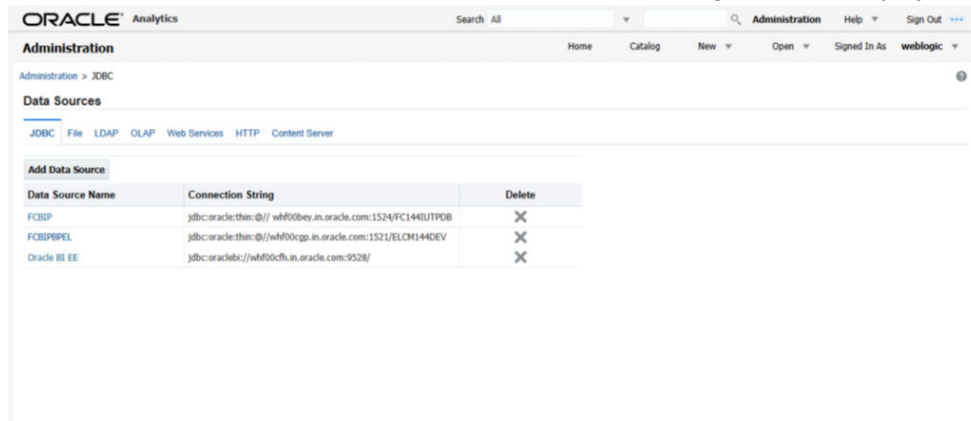 ORACLE Analytics Search All Administration Help Sign Out
Administration Home Catalog New Open Signed In As weblogic
Administration > JDBC
Data Sources
JDBC File LDAP OLAP Web Services HTTP Content Server
Add Data Source
Data Source Name Connection String Delete
FCBIP jdbc:oracle:thin:@// whf00bey.in.oracle.com:1524/FC144IUTPDB
FCBIPBPEL jdbc:oracle:thin:@//whf00cgp.in.oracle.com:1521/ELCM144DEV
Oracle BI EE jdbc:oraclebi://whf00cfh.in.oracle.com:9528/